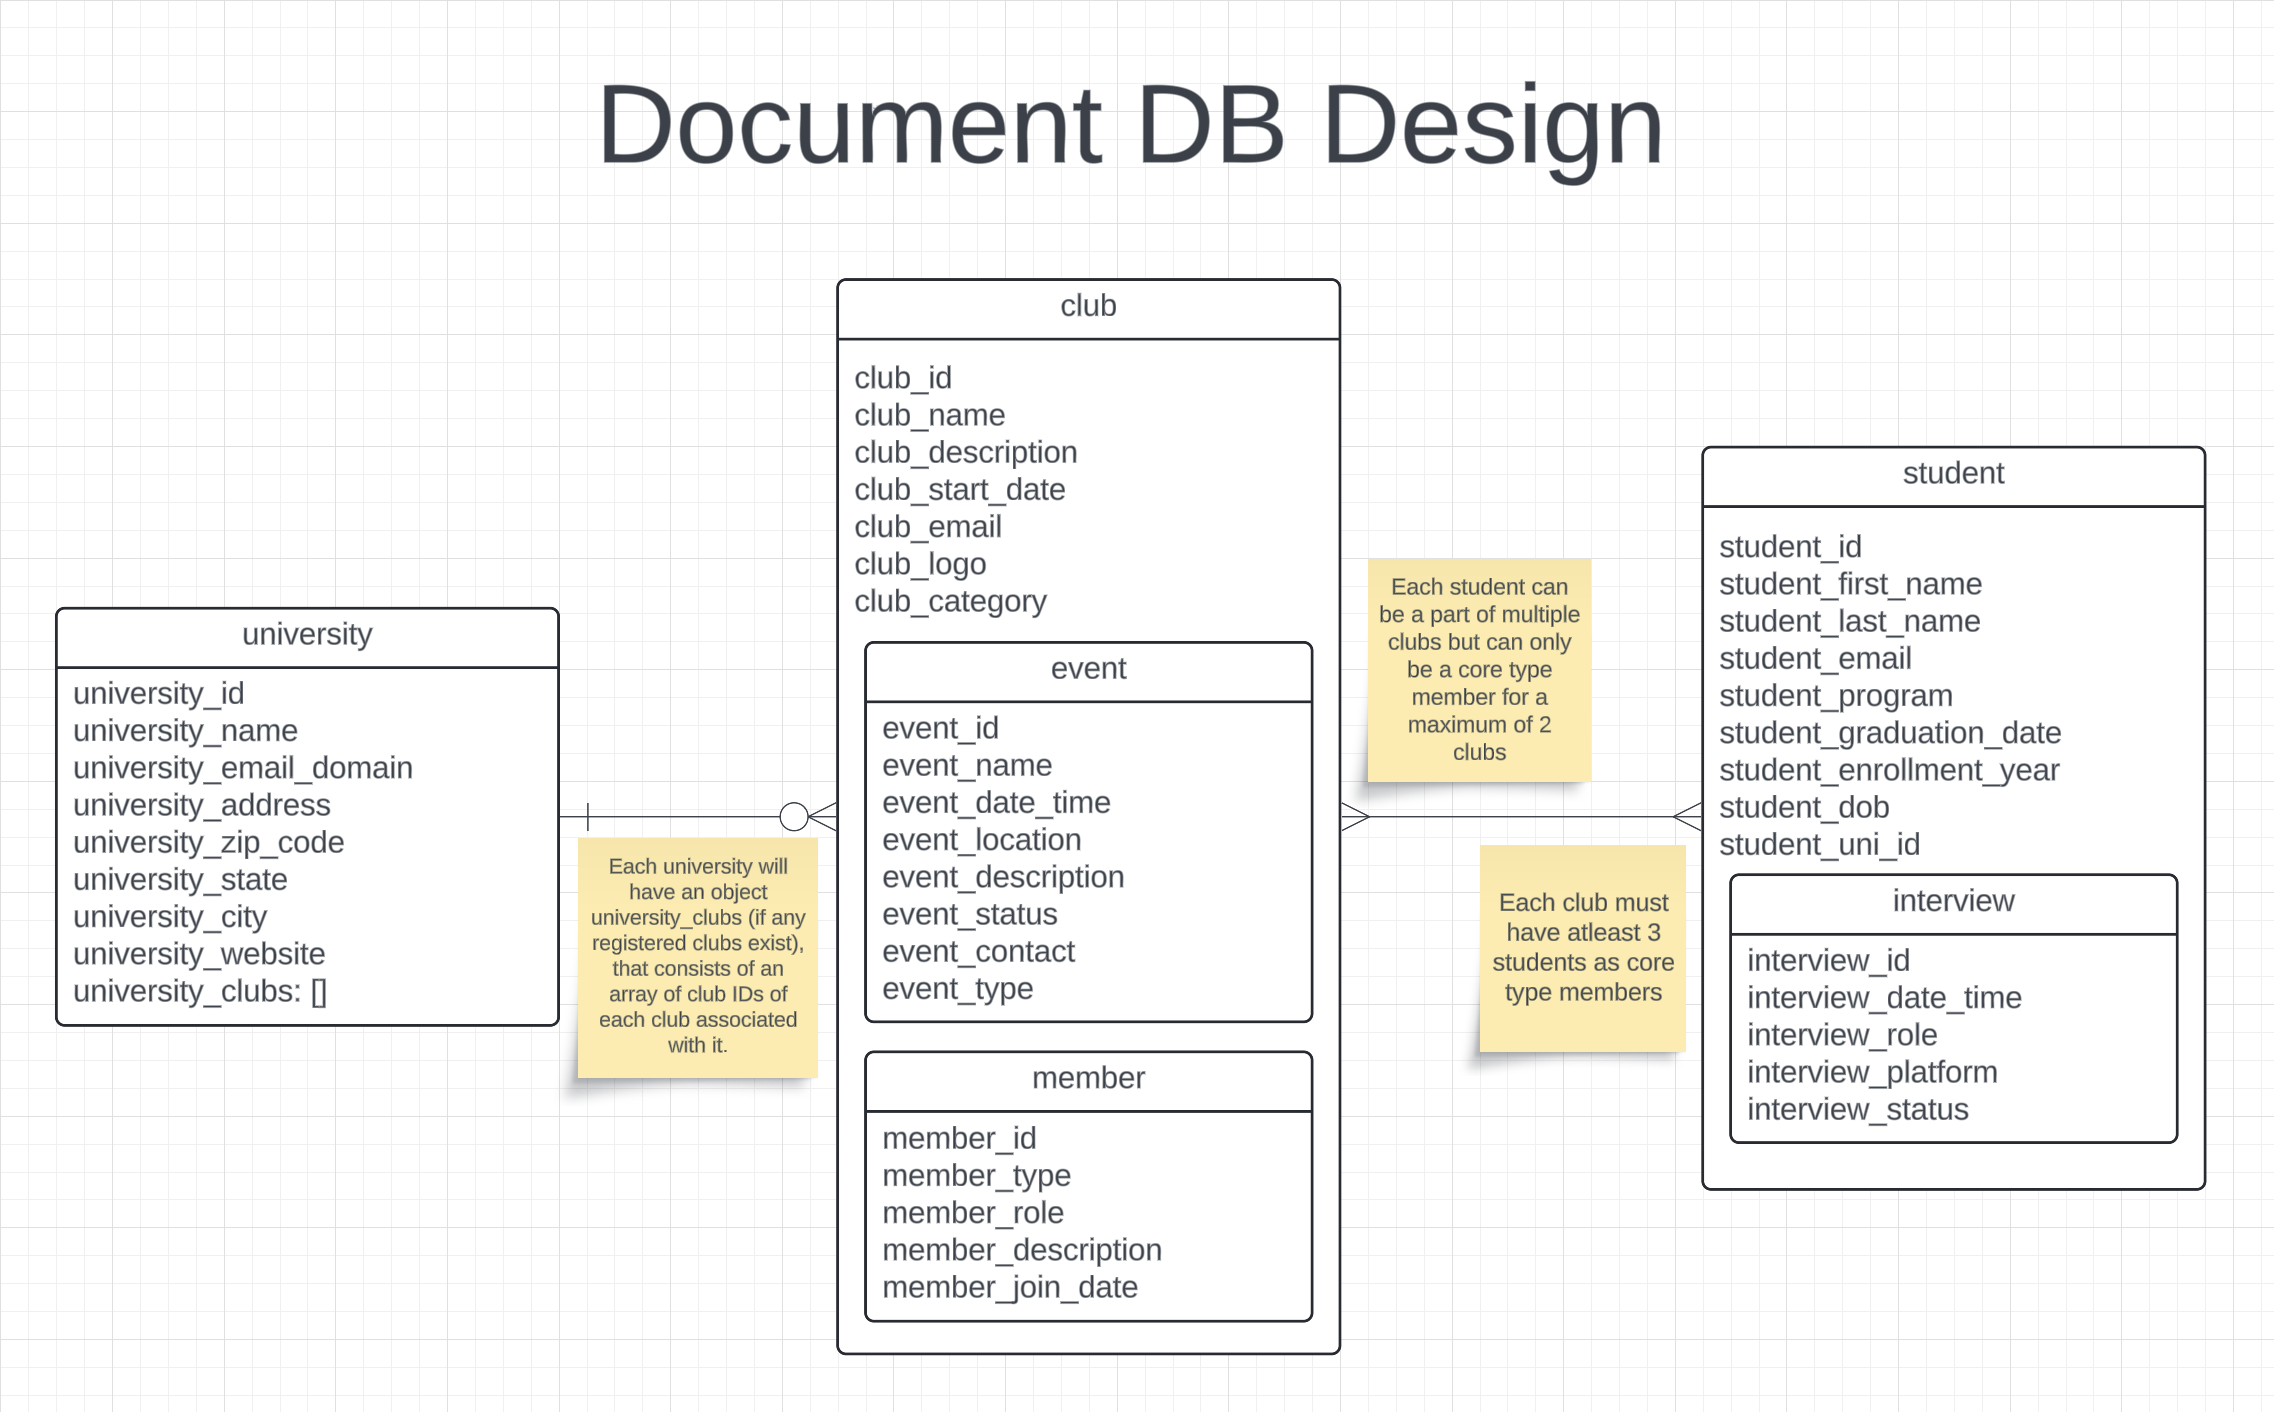 Document DB Design
university
university_id
university_name
university_email_domain
university_address
university_zip_code
university_state
university_city
university_website
university_clubs: []
Each university will
have an object
university_clubs (if any
registered clubs exist),
that consists of an
array of club IDs of
each club associated
with it.
club
club_id
club_name
club_description
club_start_date
club_email
club_logo
club_category
event
event_id
event_name
event_date_time
event_location
event_description
event_status
event_contact
event_type
member
member_id
member_type
member_role
member_description
member_join_date
Each student can
be a part of multiple
clubs but can only
be a core type
member for a
maximum of 2
clubs
Each club must
have atleast 3
students as core
type members
student
student_id
student_first_name
student_last_name
student_email
student_program
student_graduation_date
student_enrollment_year
student_dob
student_uni_id
interview
interview_id
interview_date_time
interview_role
interview_platform
interview_status